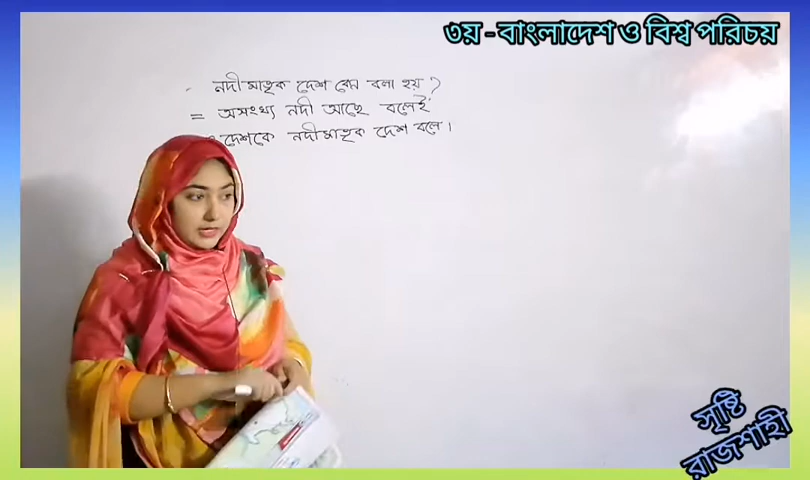 ৩য় - বাংলাদেশ ও বিশ্ব পরিচয়
নদী মাতৃক দেশ কেন বলা হয় ?
= অসংখ্য নদী আছে বলেই
দেশকে নদীমাতৃক দেশ বলে।
সৃষ্টি
রাজশাহী